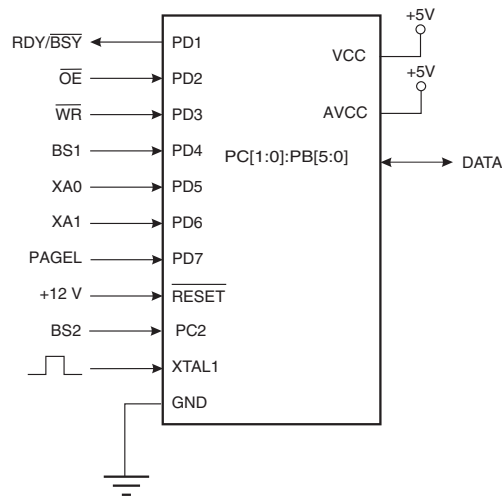 +5V
RDY/BSY PD1
VCC
+5V
OE PD2
WR PD3 AVCC
BS1 PD4 PC[1:0]:PB[5:0] DATA
XA0 PD5
XA1 PD6
PAGEL PD7
+12 V RESET
BS2 PC2
XTAL1
GND